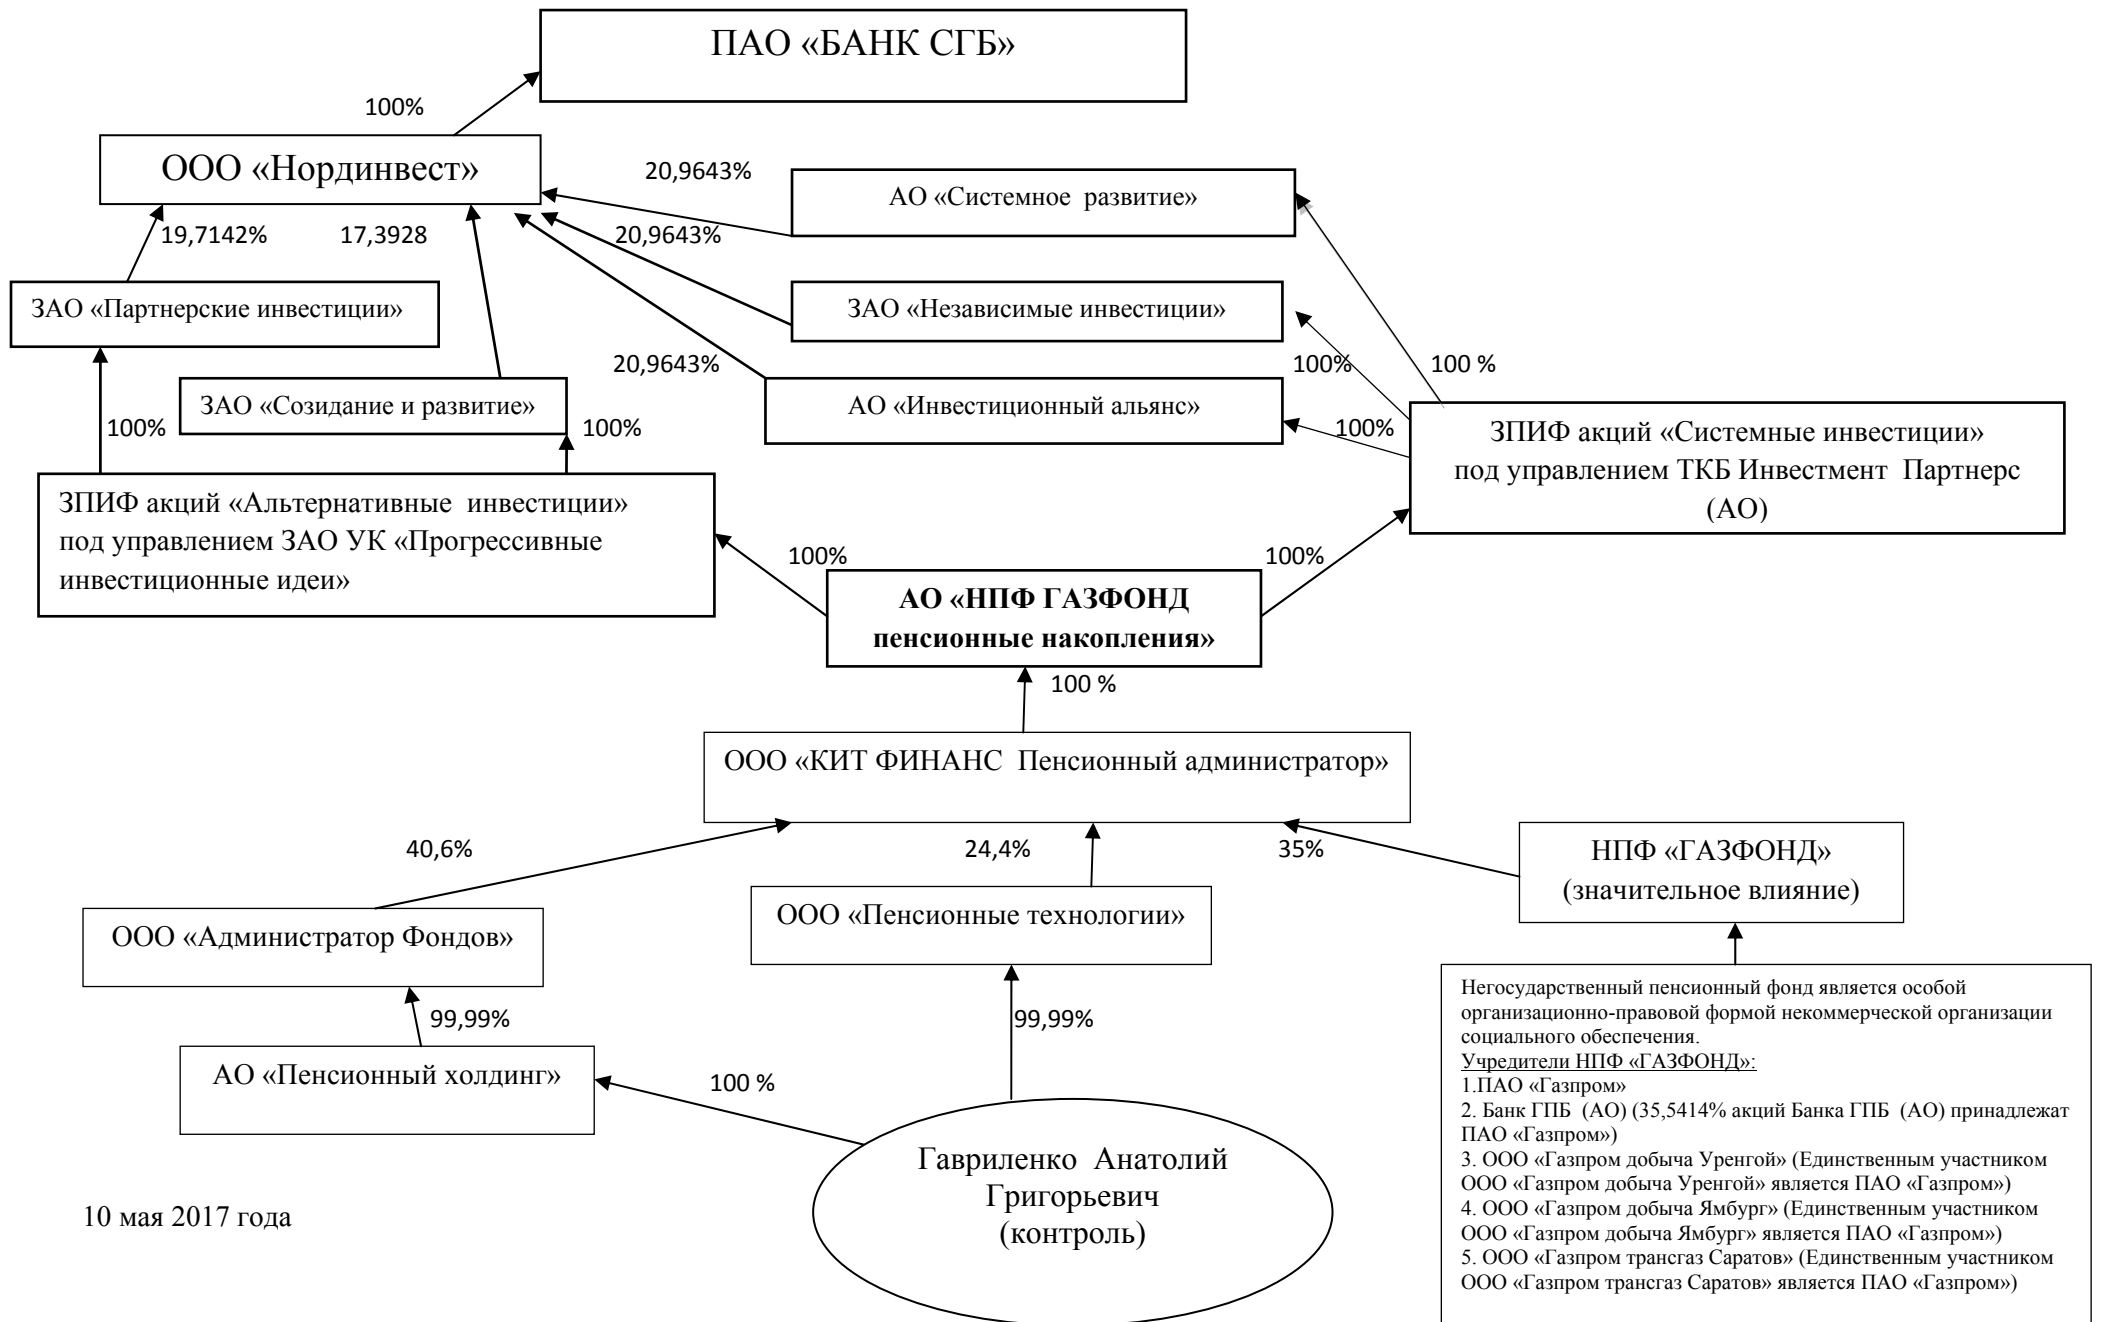 ПАО «БАНК СГБ»
100%
ООО «Нординвест»
20,9643%
АО «Системное развитие»
19,7142%
17,3928
20,9643%
ЗАО «Партнерские инвестиции»
ЗАО «Независимые инвестиции»
20,9643%
100%
100 %
ЗАО «Созидание и развитие»
АО «Инвестиционный альянс»
100%
100%
100%
ЗПИФ акций «Системные инвестиции»
под управлением ТКБ Инвестмент Партнерс
(АО)
ЗПИФ акций «Альтернативные инвестиции»
под управлением ЗАО УК «Прогрессивные
инвестиционные идеи»
100%
100%
АО «НПФ ГАЗФОНД
пенсионные накопления»
100 %
ООО «КИТ ФИНАНС Пенсионный администратор»
40,6%
24,4%
35%
НПФ «ГАЗФОНД»
(значительное влияние)
ООО «Администратор Фондов»
ООО «Пенсионные технологии»
99,99%
99,99%
АО «Пенсионный холдинг»
100 %
Негосударственный пенсионный фонд является особой
организационно-правовой формой некоммерческой организации
социального обеспечения.
Учредители НПФ «ГАЗФОНД»:
1.ПАО «Газпром»
2. Банк ГПБ (АО) (35,5414% акций Банка ГПБ (АО) принадлежат
ПАО «Газпром»)
3. ООО «Газпром добыча Уренгой» (Единственным участником
ООО «Газпром добыча Уренгой» является ПАО «Газпром»)
4. ООО «Газпром добыча Ямбург» (Единственным участником
ООО «Газпром добыча Ямбург» является ПАО «Газпром»)
5. ООО «Газпром трансгаз Саратов» (Единственным участником
ООО «Газпром трансгаз Саратов» является ПАО «Газпром»)
Гавриленко Анатолий
Григорьевич
(контроль)
10 мая 2017 года